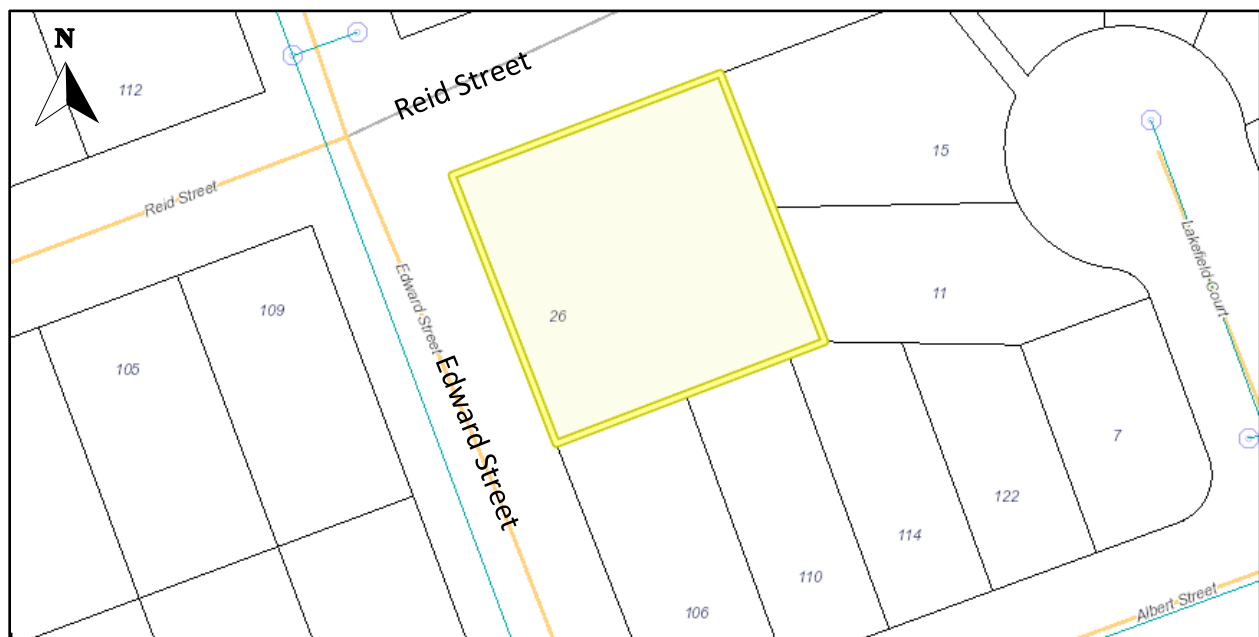 N
112
Reid Street
Reid Street
15
Lakefield Court
109
Edward Street
26
11
105
Edward Street
7
122
114
110
106
Albert Street